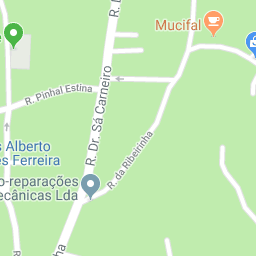 Mucifal
R. Pinhal Estina
R. Dr. Sá Carneiro
R. da Ribeirinha
s Alberto
es Ferreira
o-reparações
ecânicas Lda